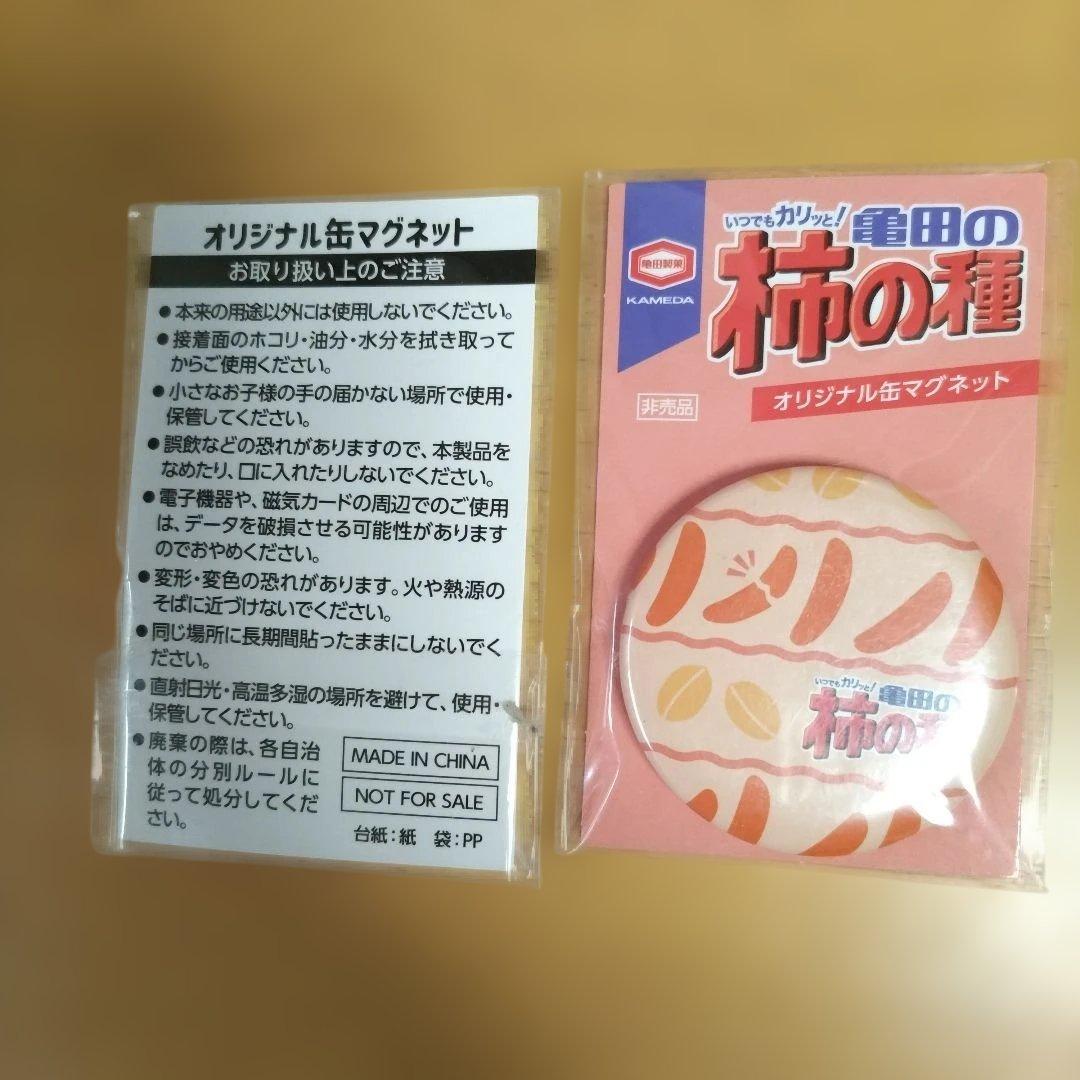 オリジナル缶マグネット
お取り扱い上のご注意
●本来の用途以外には使用しないでください。
●接着面のホコリ・油分・水分を拭き取って
からご使用ください。
●小さなお子様の手の届かない場所で使用・
保管してください。
●誤飲などの恐れがありますので、本製品を
なめたり、口に入れたりしないでください。
●電子機器や、磁気カードの周辺でのご使用
は、データを破損させる可能性があります
のでおやめください。
●変形・変色の恐れがあります。火や熱源の
そばに近づけないでください。
●同じ場所に長期間貼ったままにしないでく
ださい。
●直射日光・高温多湿の場所を避けて、使用・
保管してください。
●廃棄の際は、各自治
体の分別ルールに
従って処分してくだ
さい。
MADE IN CHINA
NOT FOR SALE
台紙:紙 袋:PP
亀田製菓
KAMEDA
いつでもカリッと!
亀田の
柿の種
オリジナル缶マグネット
非売品
いつでもカリッと!
亀田の
柿の種